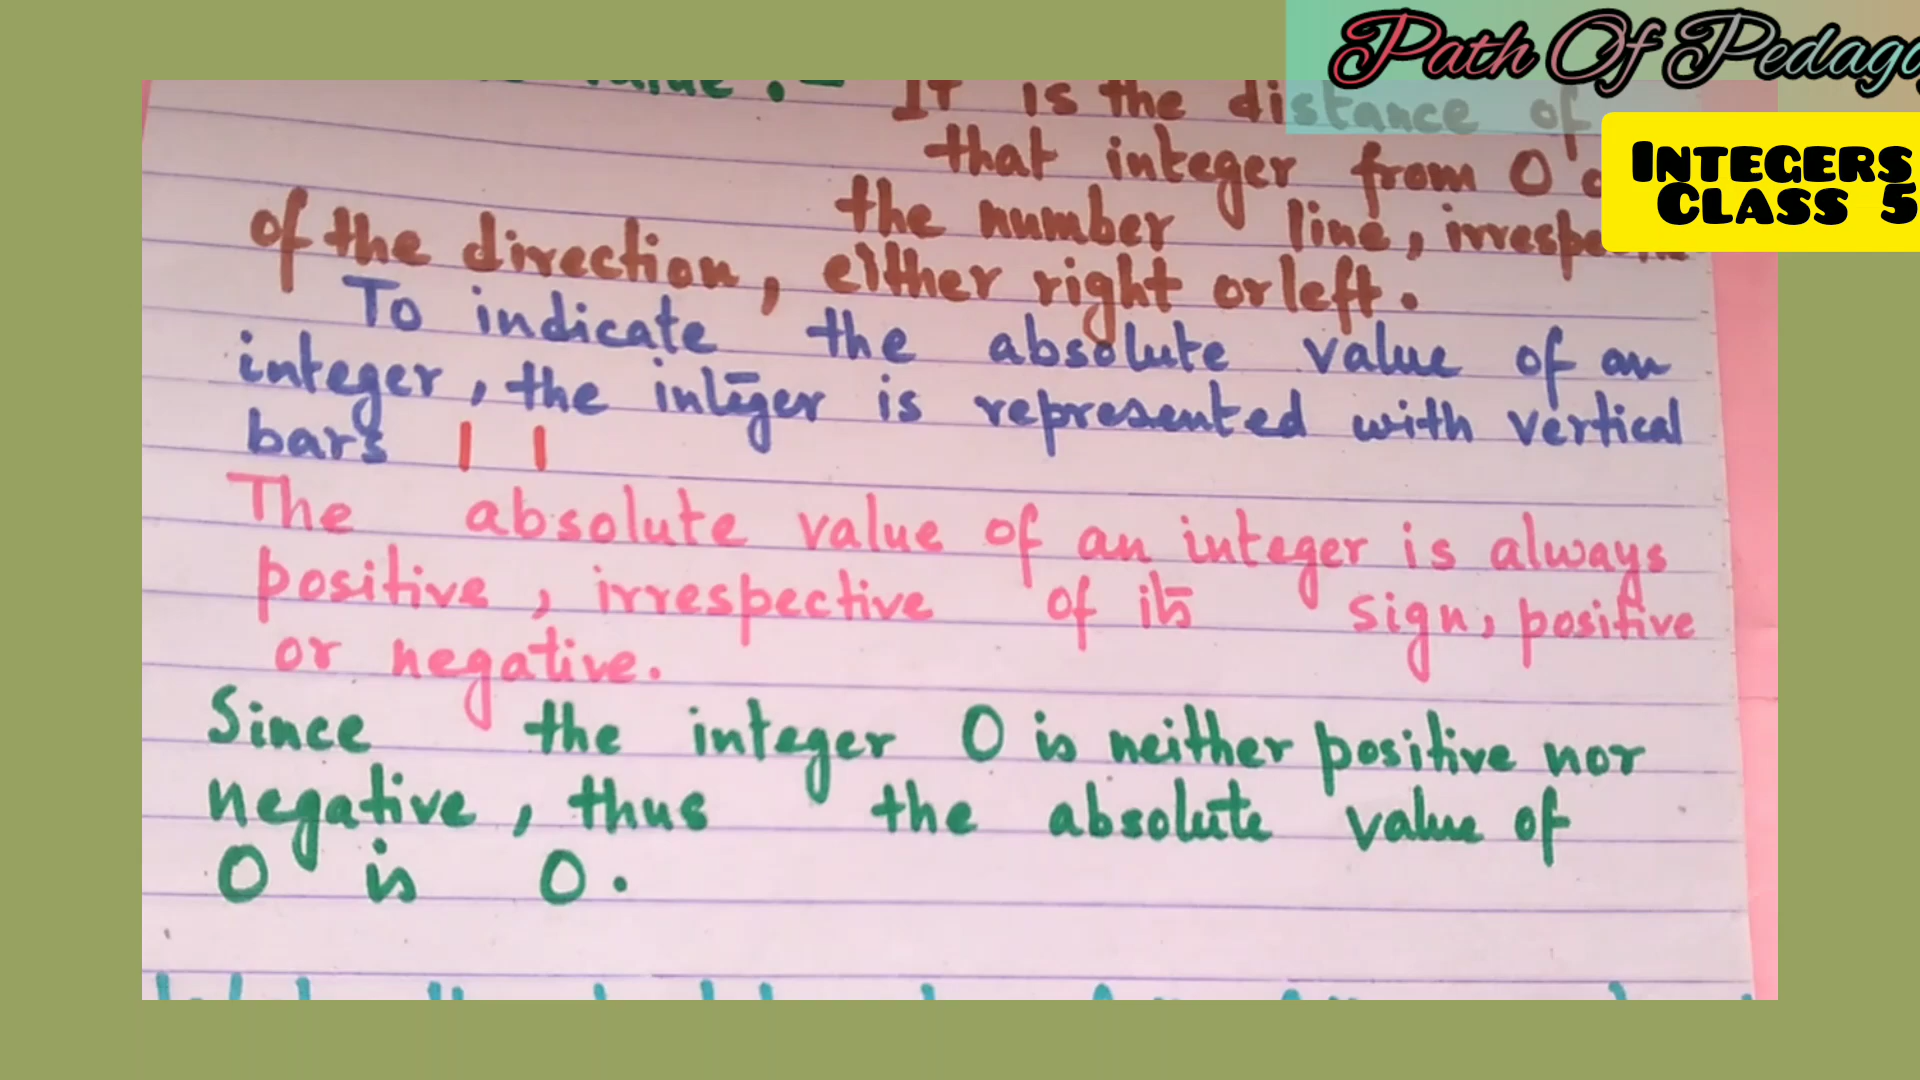 Path Of Pedago
INTEGERS
CLASS 5
value :- It is the distance of
that integer from 0
the number line,
of the direction, either right or left.
To indicate the absolute value of an
integer, the integer is represented with vertical
bars | |
The absolute value of an integer is always
positive, irrespective of its sign, positive
or negative.
Since the integer 0 is neither positive nor
negative, thus the absolute value of
0 is 0.